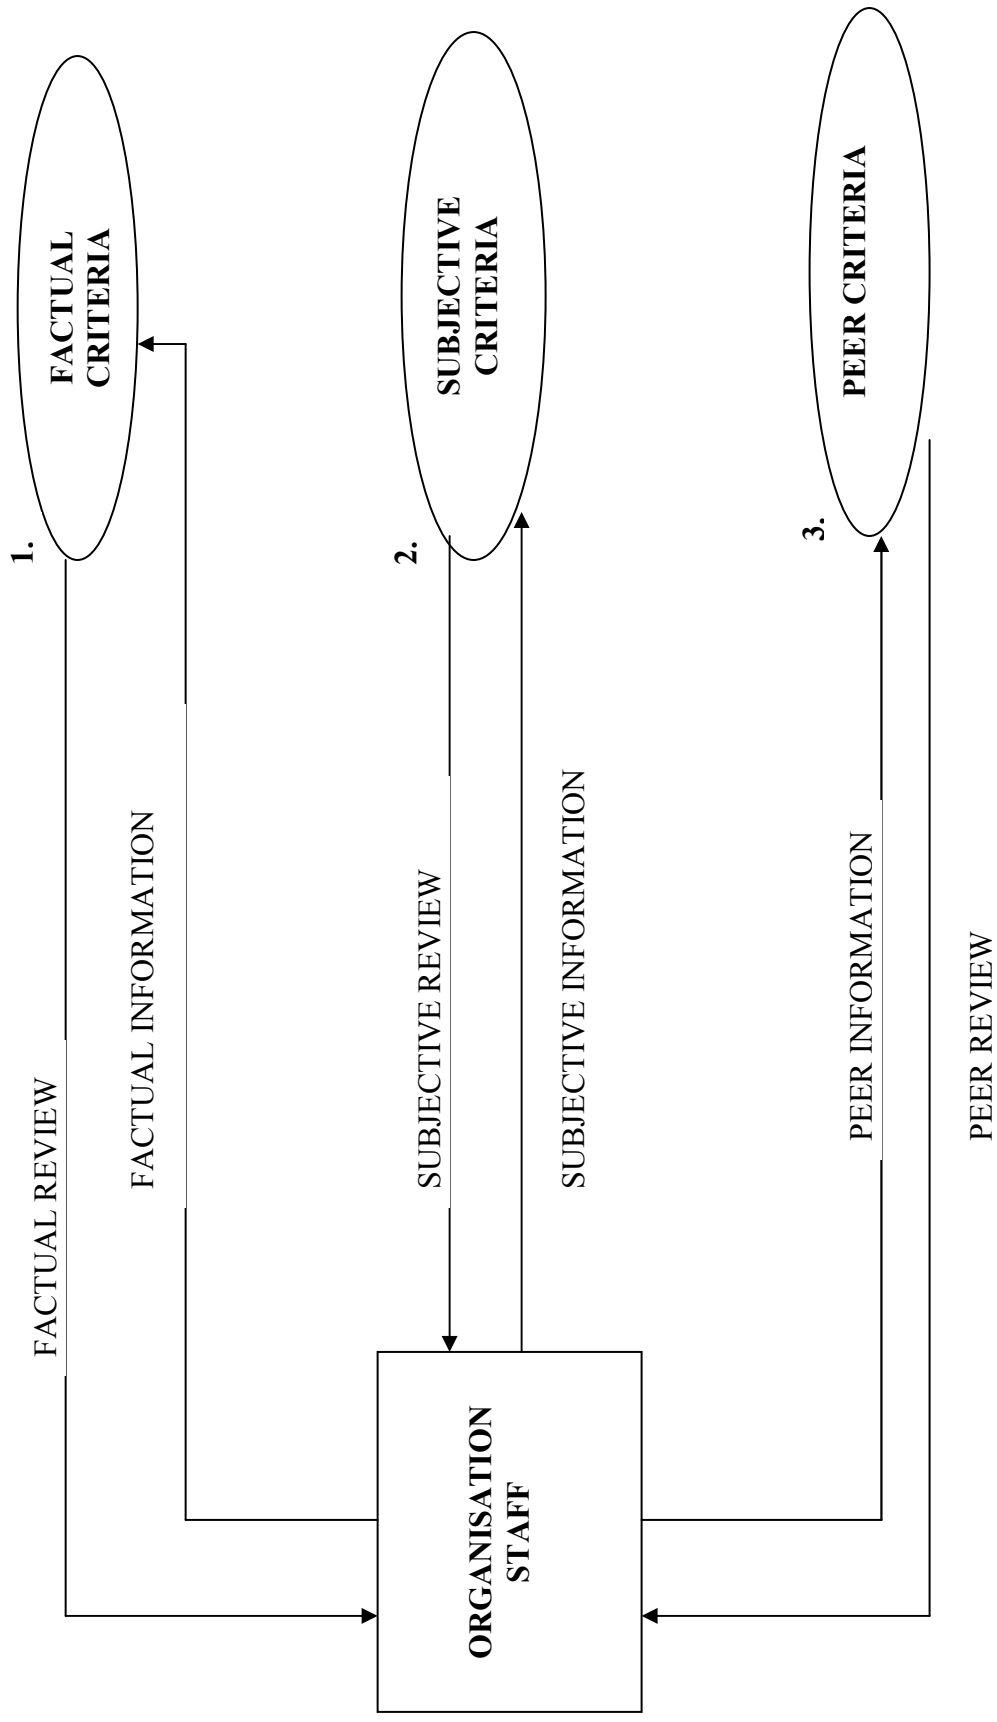 1.
FACTUAL
CRITERIA
FACTUAL REVIEW
FACTUAL INFORMATION
2.
SUBJECTIVE
CRITERIA
SUBJECTIVE REVIEW
SUBJECTIVE INFORMATION
ORGANISATION
STAFF
3.
PEER CRITERIA
PEER INFORMATION
PEER REVIEW